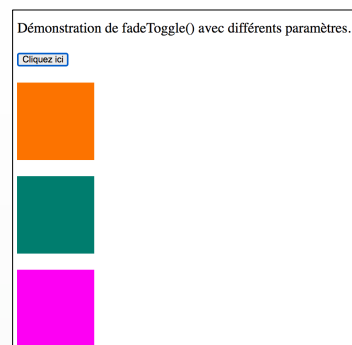 Démonstration de fadeToggle() avec différents paramètres.
Cliquez ici